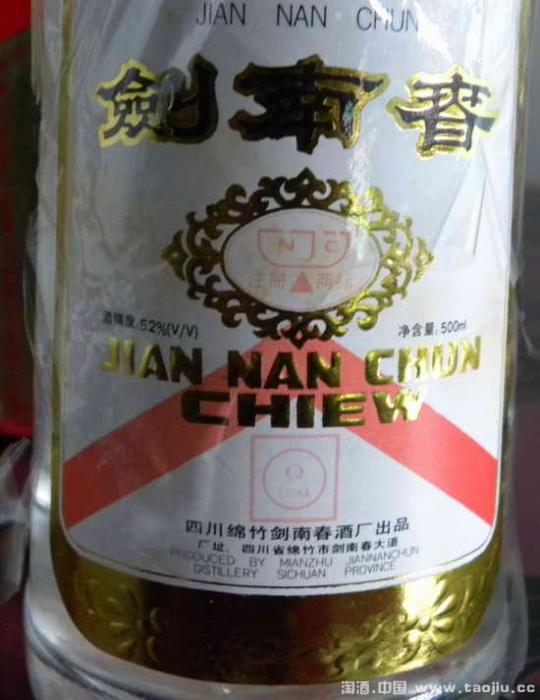 JIAN NAN CHUN
劍南春
N C
注册 商标
酒精度:52%(V/V)
净含量:500ml
JIAN NAN CHUN
CHIEW
四川绵竹剑南春酒厂出品
厂址:四川省绵竹市剑南春大道
PRODUCED BY MIANZHU JIANNANCHUN
DISTILLERY SICHUAN PROVINCE
淘酒.中国 www.taojiu.cc